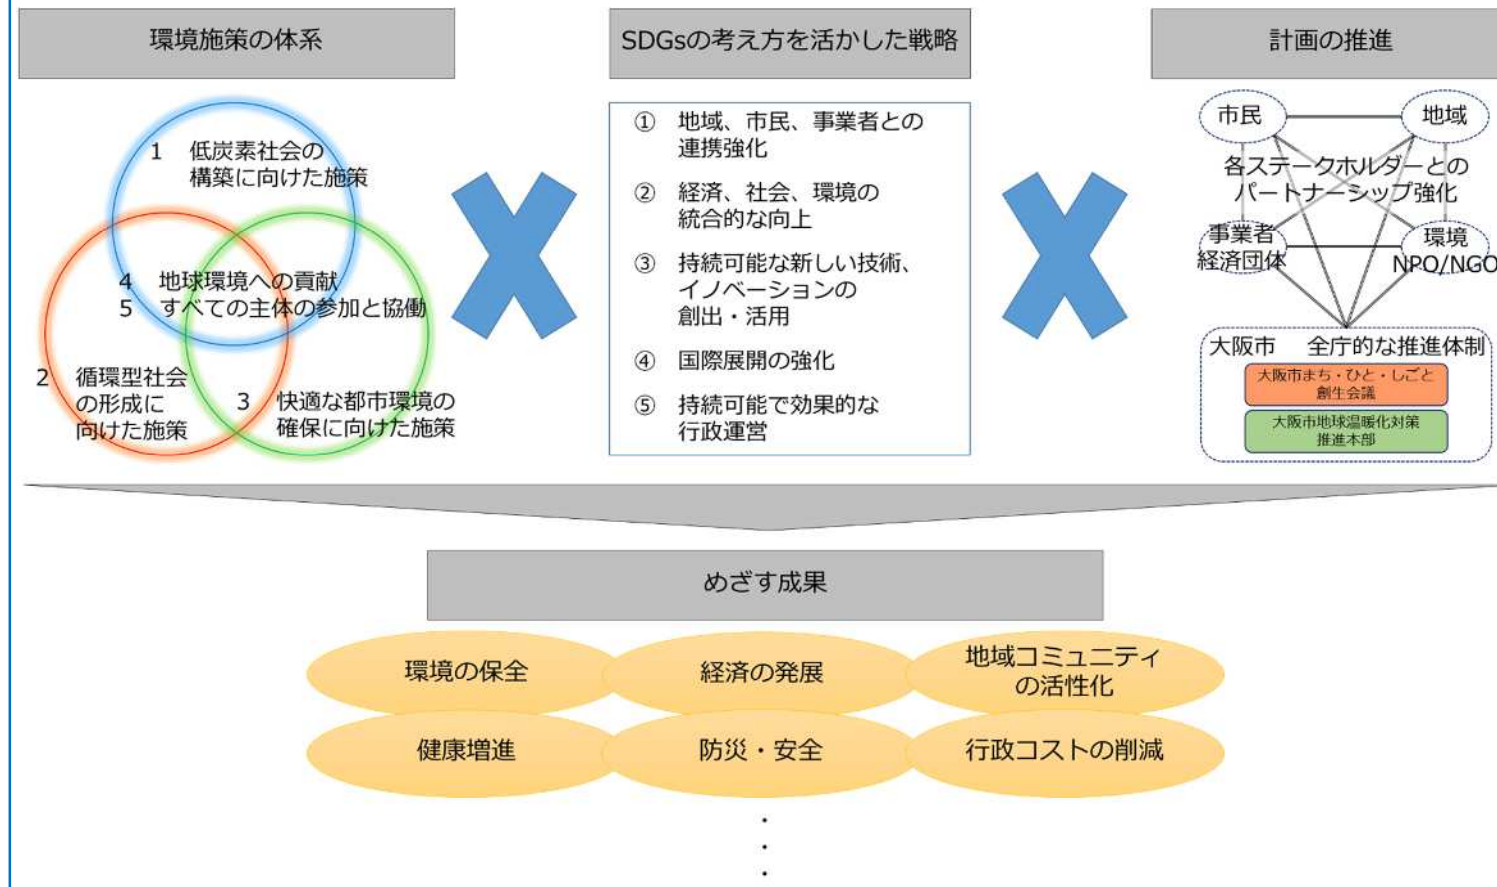 環境施策の体系
SDGsの考え方を活かした戦略
計画の推進
1 低炭素社会の
構築に向けた施策
4 地球環境への貢献
5 すべての主体の参加と協働
2 循環型社会
の形成に
向けた施策
3 快適な都市環境の
確保に向けた施策
① 地域、市民、事業者との
連携強化
② 経済、社会、環境の
統合的な向上
③ 持続可能な新しい技術、
イノベーションの
創出・活用
④ 国際展開の強化
⑤ 持続可能で効果的な
行政運営
市民
地域
各ステークホルダーとの
パートナーシップ強化
事業者
経済団体
環境
NPO/NGO
大阪市 全庁的な推進体制
大阪市まち・ひと・しごと
創生会議
大阪市地球温暖化対策
推進本部
めざす成果
環境の保全
経済の発展
地域コミュニティ
の活性化
健康増進
防災・安全
行政コストの削減
・
・
・